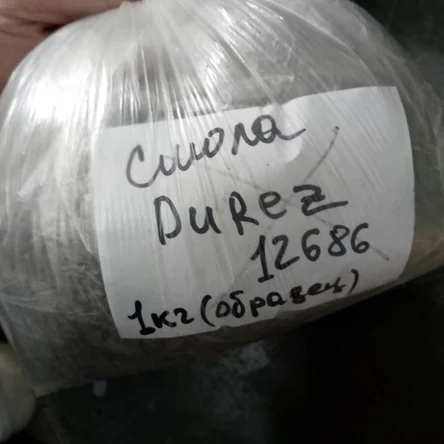 Смола
DuRez
12686
1кг (образец)